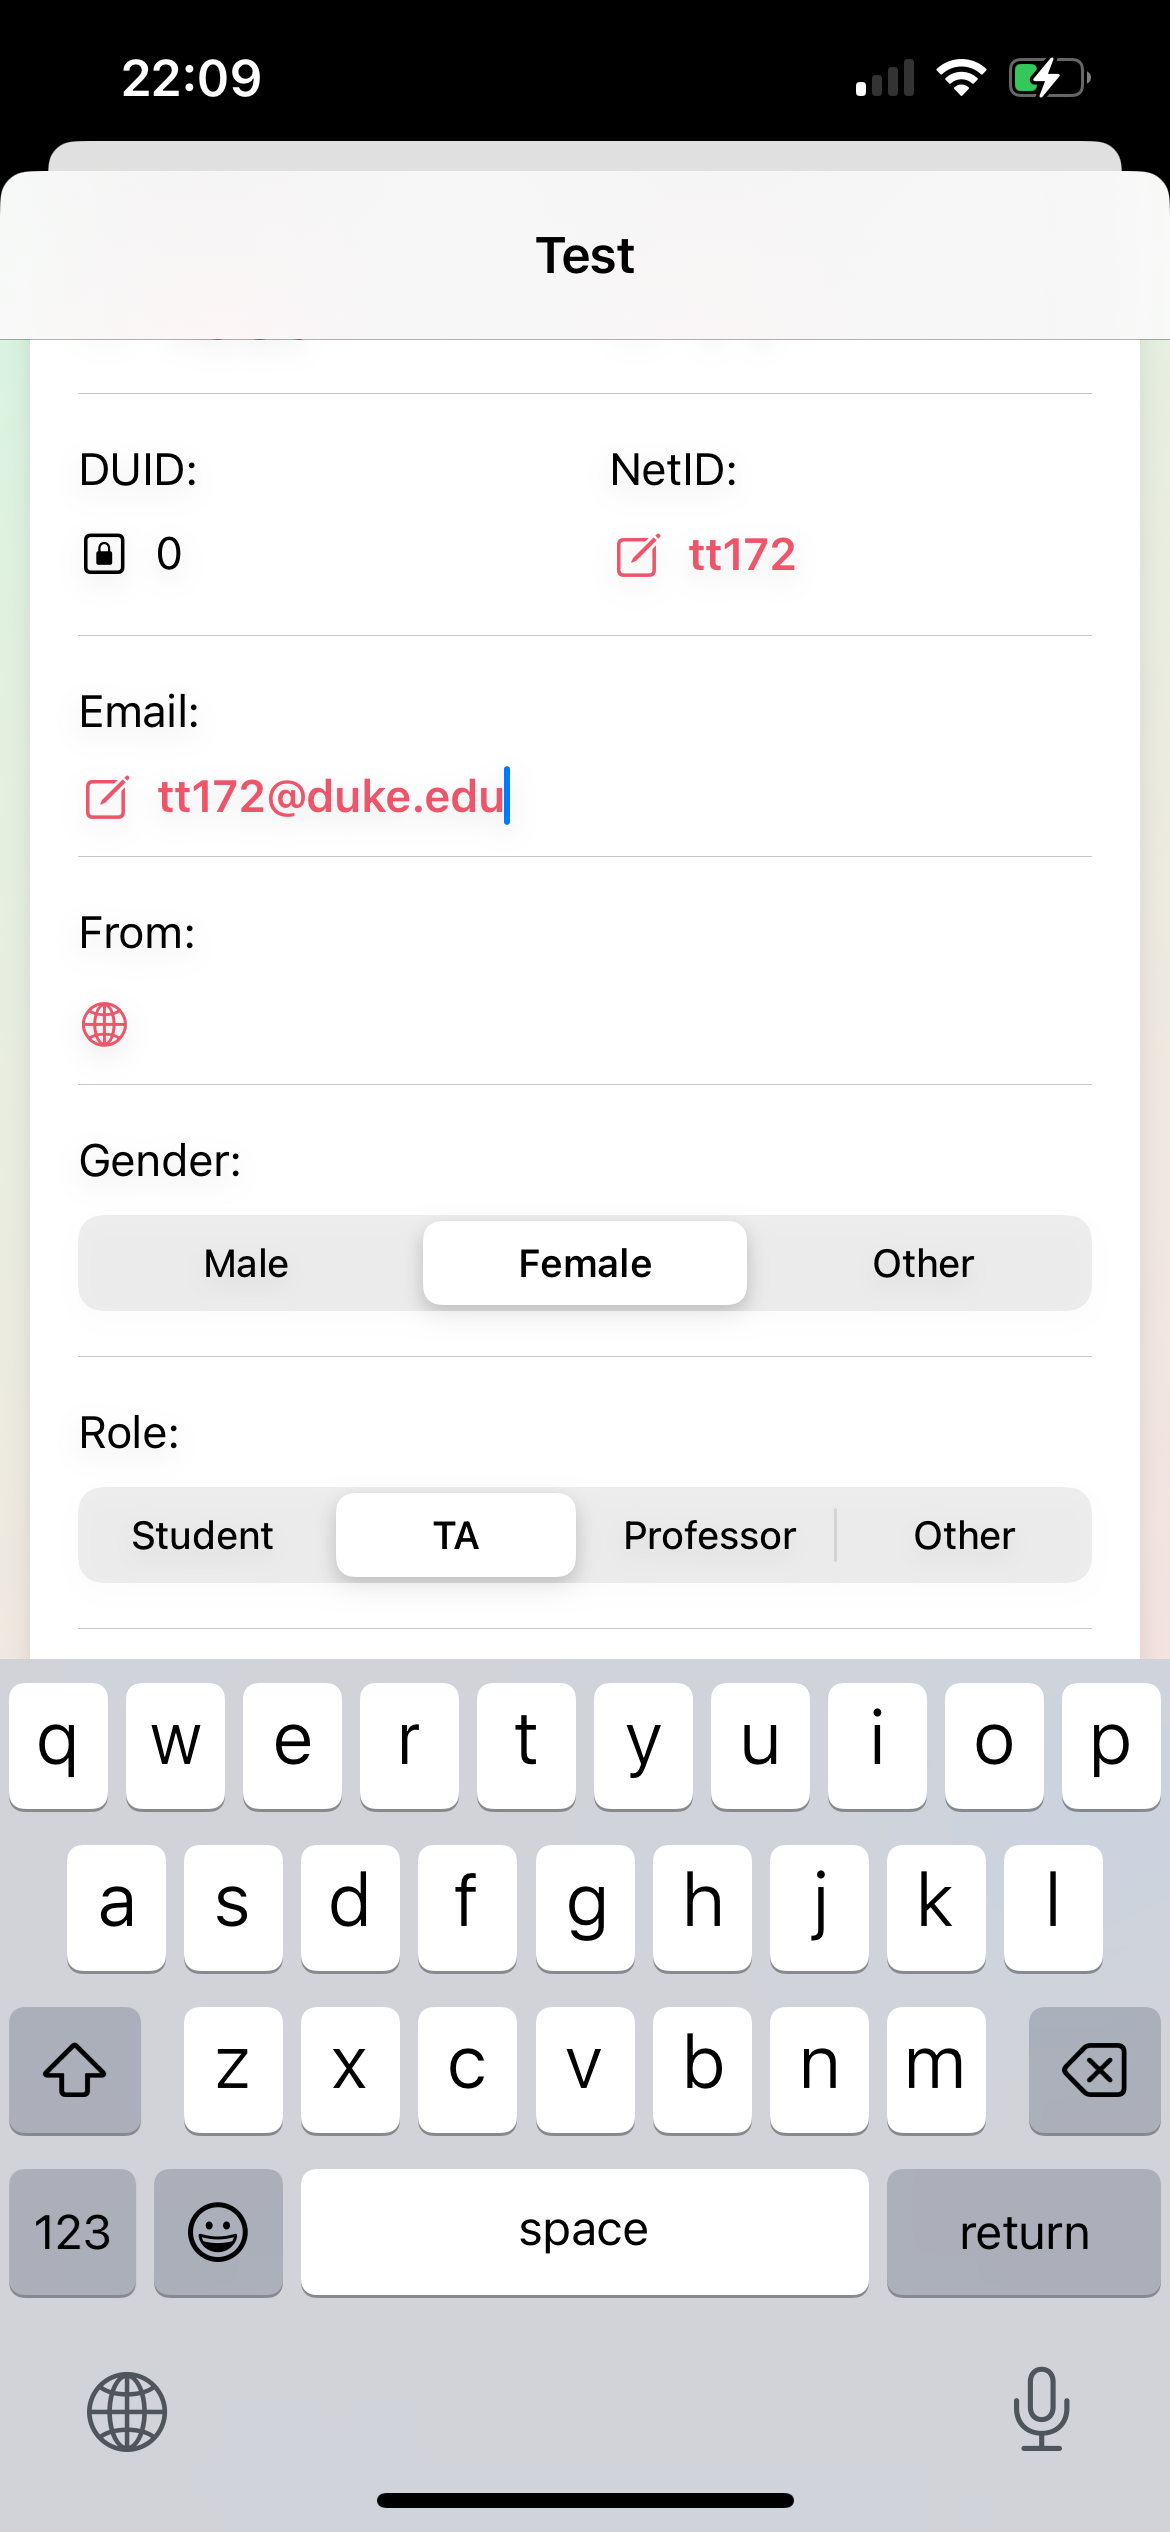 22:09
Test
DUID: NetID:
0 tt172
Email:
tt172@duke.edu
From:
Gender:
Male Female Other
Role:
Student TA Professor Other
q w e r t y u i o p
a s d f g h j k l
z x c v b n m
123 space return